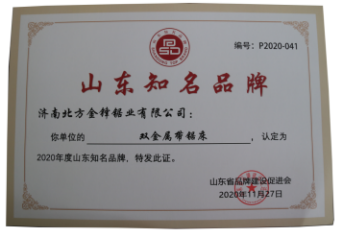 编号：P2020-041
山东知名品牌
济南北方金锋锯业有限公司：
你单位的 双金属带锯床 ，认定为
2020年度山东知名品牌，特发此证。
山东省品牌建设促进会
2020年11月27日